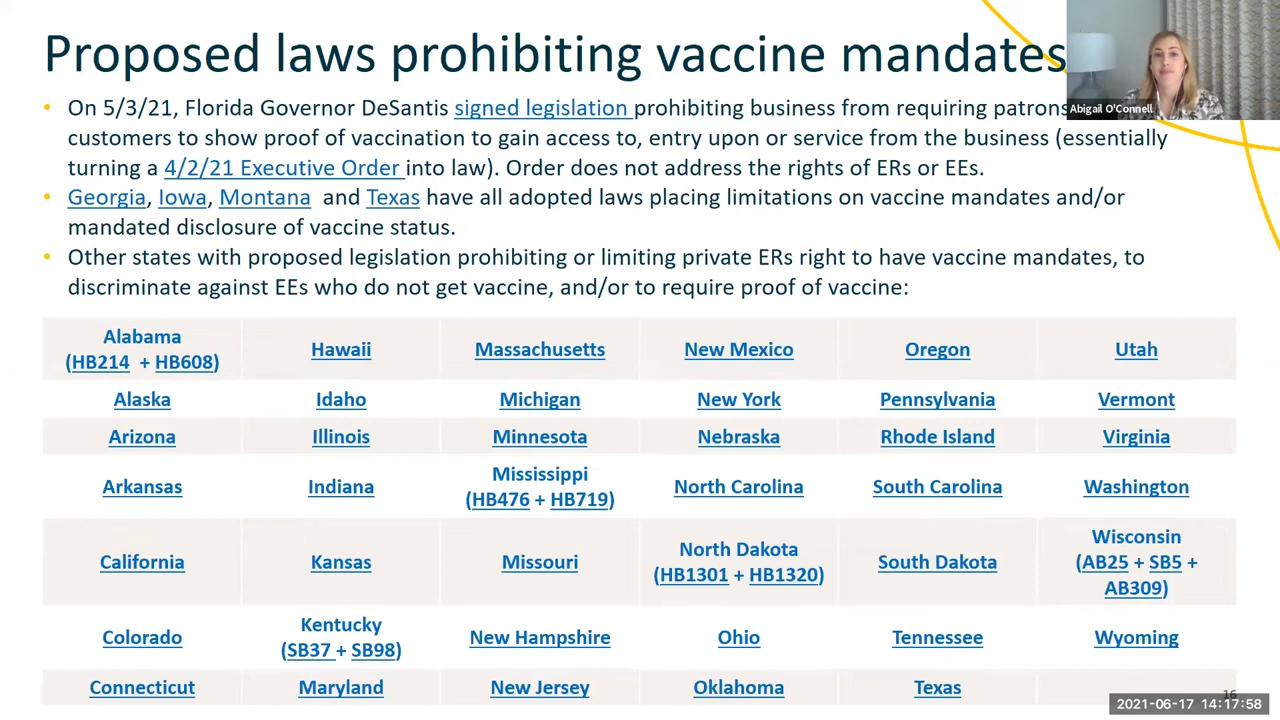 Proposed laws prohibiting vaccine mandates
Abigail O'Connell
• On 5/3/21, Florida Governor DeSantis signed legislation prohibiting business from requiring patrons
customers to show proof of vaccination to gain access to, entry upon or service from the business (essentially
turning a 4/2/21 Executive Order into law). Order does not address the rights of ERs or EEs.
• Georgia, Iowa, Montana and Texas have all adopted laws placing limitations on vaccine mandates and/or
mandated disclosure of vaccine status.
• Other states with proposed legislation prohibiting or limiting private ERs right to have vaccine mandates, to
discriminate against EEs who do not get vaccine, and/or to require proof of vaccine:
Alabama
(HB214 + HB608) Hawaii Massachusetts New Mexico Oregon Utah
Alaska Idaho Michigan New York Pennsylvania Vermont
Arizona Illinois Minnesota Nebraska Rhode Island Virginia
Arkansas Indiana Mississippi North Carolina South Carolina Washington
(HB476 + HB719)
California Kansas Missouri North Dakota South Dakota Wisconsin
(HB1301 + HB1320) (AB25 + SB5 +
AB309)
Colorado Kentucky New Hampshire Ohio Tennessee Wyoming
(SB37 + SB98)
Connecticut Maryland New Jersey Oklahoma Texas
16
2021-06-17 14:17:58